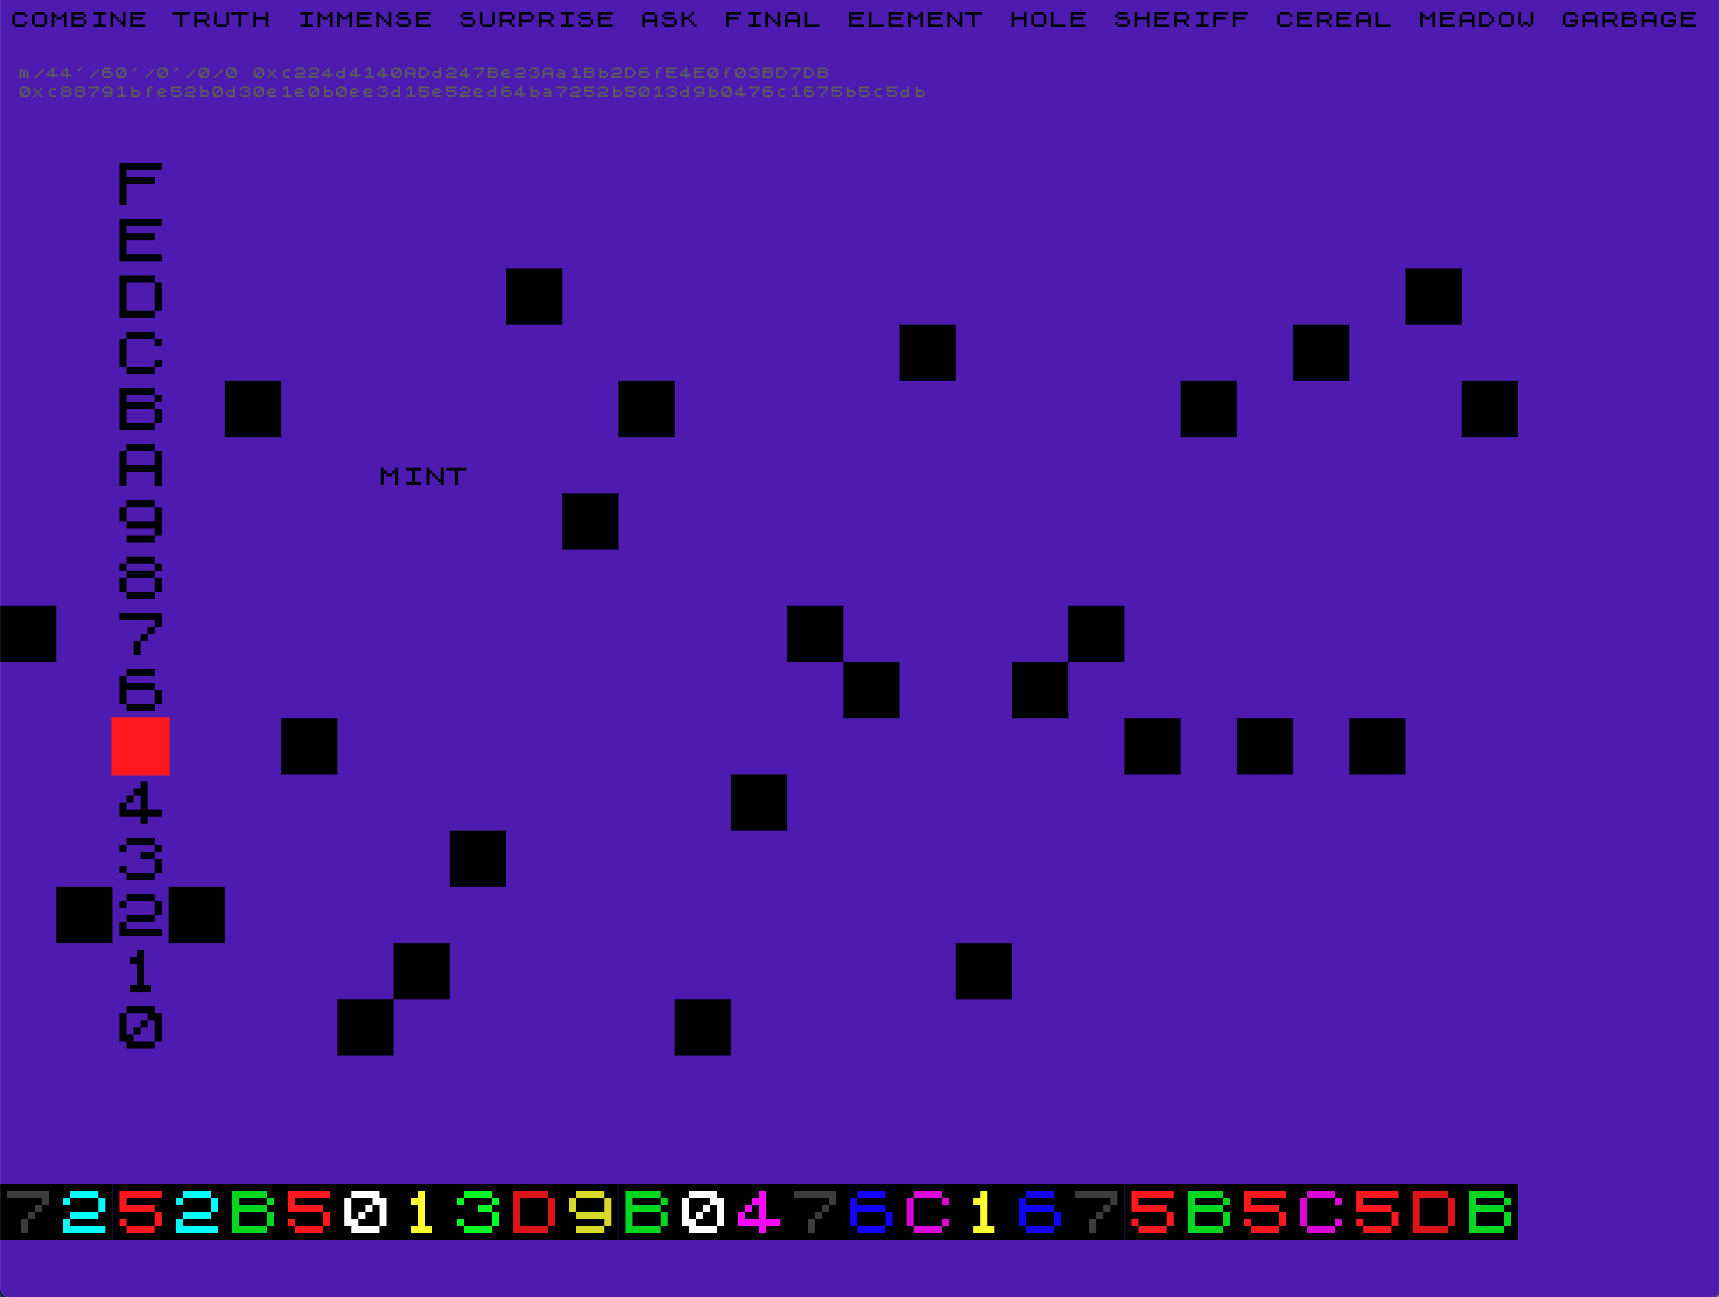 COMBINE TRUTH IMMENSE SURPRISE ASK FINAL ELEMENT HOLE SHERIFF CEREAL MEADOW GARBAGE
m/44'/60'/0'/0/0 0xc224d4140ADd247Be23Aa1Bb2D6fE4E0f03BD7DB
0xc88791bfe52b0d30e1e0b0ee3d15e52ed64ba7252b5013d9b0476c1675b5c5db
F
E
D
C
B
A
MINT
9
8
7
6
4
3
2
1
0
7252B5013D9B0476C1675B5C5DB